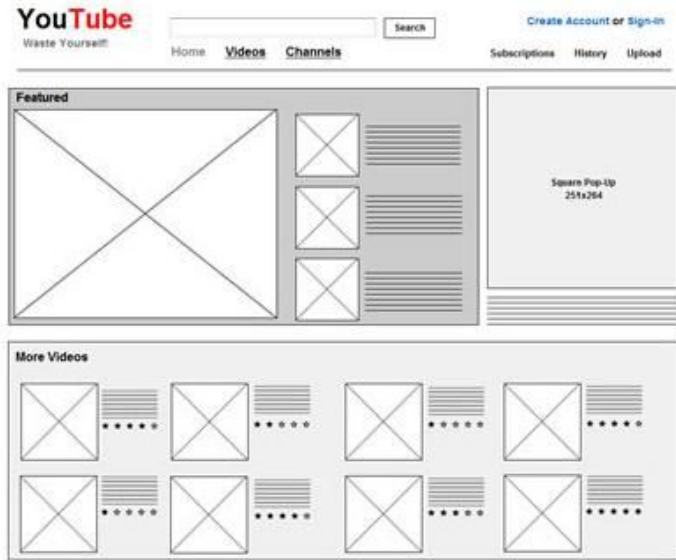 YouTube
Waste Yourself!
Search
Create Account or Sign-In
Home Videos Channels
Subscriptions History Upload
Featured
Square Pop-Up
251x264
More Videos